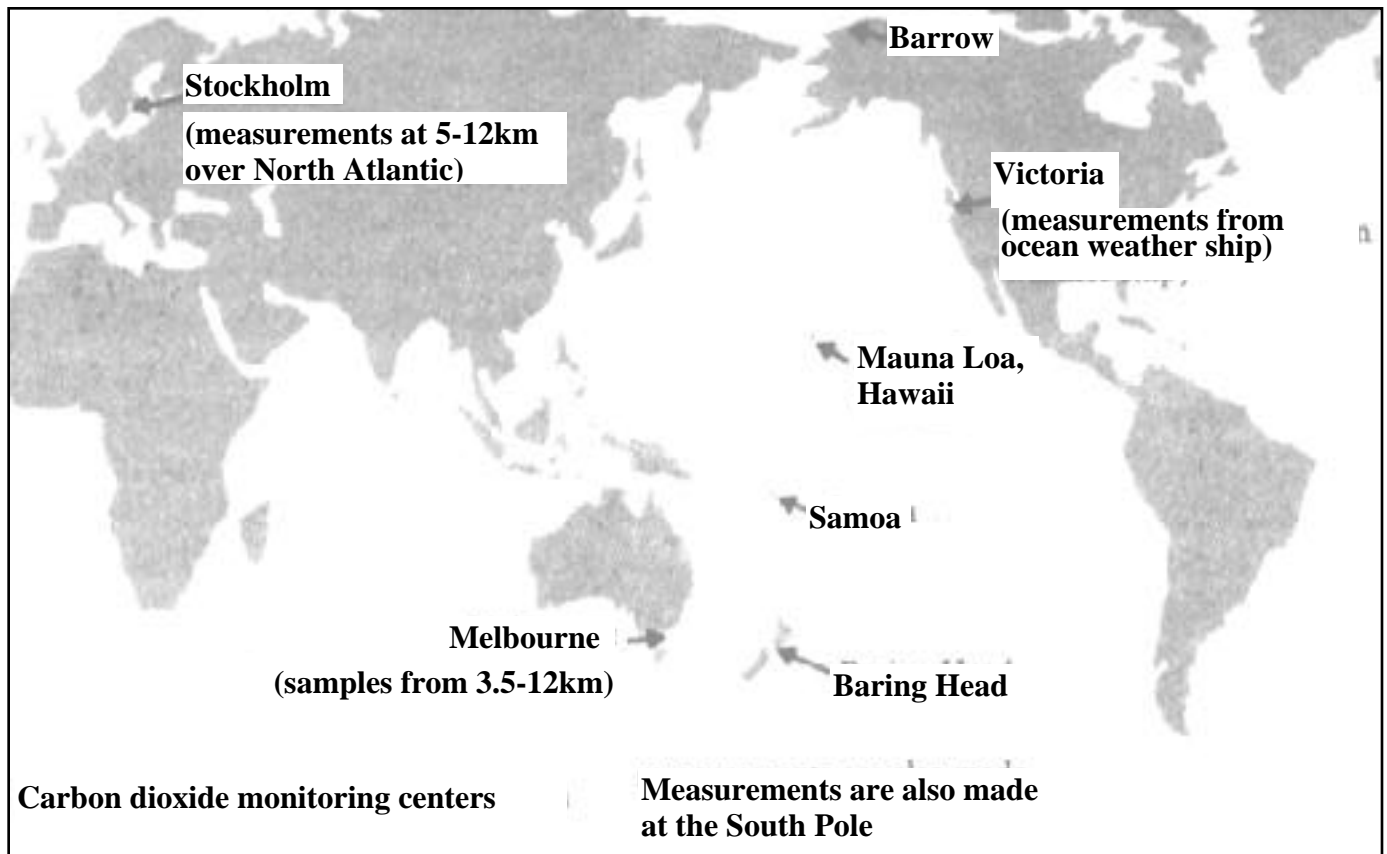 Barrow
Stockholm
(measurements at 5-12km
over North Atlantic)
Victoria
(measurements from
ocean weather ship)
Mauna Loa,
Hawaii
Samoa
Melbourne
(samples from 3.5-12km)
Baring Head
Carbon dioxide monitoring centers
Measurements are also made
at the South Pole